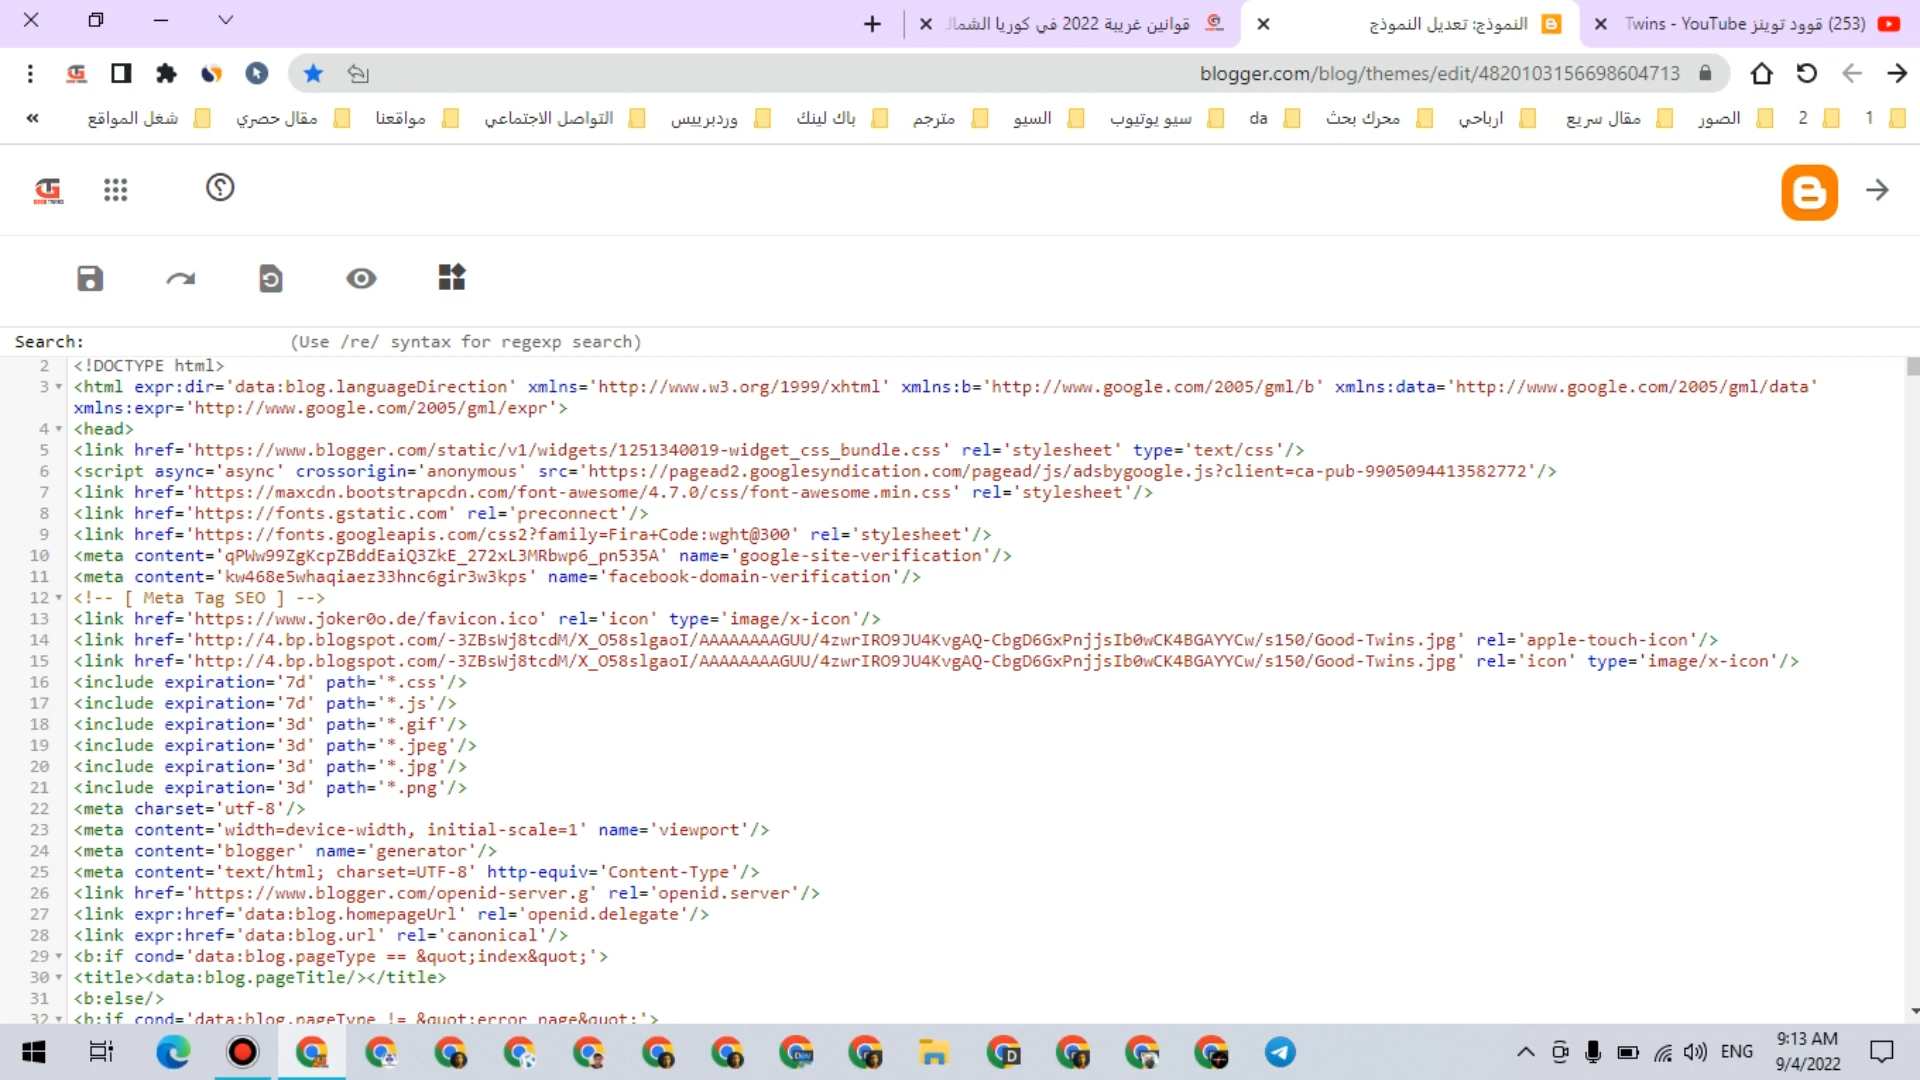 (253) قوود توينز Twins - YouTube
النموذج: تعديل النموذج
قوانين غريبة 2022 في كوريا الشمال
blogger.com/blog/themes/edit/4820103156698604713
1
2
الصور
مقال سريع
ارباحي
محرك بحث
da
سيو يوتيوب
السيو
مترجم
باك لينك
وردبرييس
التواصل الاجتماعي
مواقعنا
مقال حصري
شغل المواقع
Search: (Use /re/ syntax for regexp search)
2 <!DOCTYPE html>
3 <html expr:dir='data:blog.languageDirection' xmlns='http://www.w3.org/1999/xhtml' xmlns:b='http://www.google.com/2005/gml/b' xmlns:data='http://www.google.com/2005/gml/data'
xmlns:expr='http://www.google.com/2005/gml/expr'>
4 <head>
5 <link href='https://www.blogger.com/static/v1/widgets/1251340019-widget_css_bundle.css' rel='stylesheet' type='text/css'/>
6 <script async='async' crossorigin='anonymous' src='https://pagead2.googlesyndication.com/pagead/js/adsbygoogle.js?client=ca-pub-9905094413582772'/>
7 <link href='https://maxcdn.bootstrapcdn.com/font-awesome/4.7.0/css/font-awesome.min.css' rel='stylesheet'/>
8 <link href='https://fonts.gstatic.com' rel='preconnect'/>
9 <link href='https://fonts.googleapis.com/css2?family=Fira+Code:wght@300' rel='stylesheet'/>
10 <meta content='qPWw99ZgKcpZBddEaiQ3ZkE_272xL3MRbwp6_pn535A' name='google-site-verification'/>
11 <meta content='kw468e5whaqiaez33hnc6gir3w3kps' name='facebook-domain-verification'/>
12 <!-- [ Meta Tag SEO ] -->
13 <link href='https://www.joker0o.de/favicon.ico' rel='icon' type='image/x-icon'/>
14 <link href='http://4.bp.blogspot.com/-3ZBsWj8tcdM/X_O58slgaoI/AAAAAAAAGUU/4zwrIRO9JU4KvgAQ-CbgD6GxPnjjsIb0wCK4BGAYYCw/s150/Good-Twins.jpg' rel='apple-touch-icon'/>
15 <link href='http://4.bp.blogspot.com/-3ZBsWj8tcdM/X_O58slgaoI/AAAAAAAAGUU/4zwrIRO9JU4KvgAQ-CbgD6GxPnjjsIb0wCK4BGAYYCw/s150/Good-Twins.jpg' rel='icon' type='image/x-icon'/>
16 <include expiration='7d' path='*.css'/>
17 <include expiration='7d' path='*.js'/>
18 <include expiration='3d' path='*.gif'/>
19 <include expiration='3d' path='*.jpeg'/>
20 <include expiration='3d' path='*.jpg'/>
21 <include expiration='3d' path='*.png'/>
22 <meta charset='utf-8'/>
23 <meta content='width=device-width, initial-scale=1' name='viewport'/>
24 <meta content='blogger' name='generator'/>
25 <meta content='text/html; charset=UTF-8' http-equiv='Content-Type'/>
26 <link href='https://www.blogger.com/openid-server.g' rel='openid.server'/>
27 <link expr:href='data:blog.homepageUrl' rel='openid.delegate'/>
28 <link expr:href='data:blog.url' rel='canonical'/>
29 <b:if cond='data:blog.pageType == &quot;index&quot;'>
30 <title><data:blog.pageTitle/></title>
31 <b:else/>
32 <b:if cond='data:blog.pageType != &quot;error_page&quot;'>
ENG
9:13 AM
9/4/2022